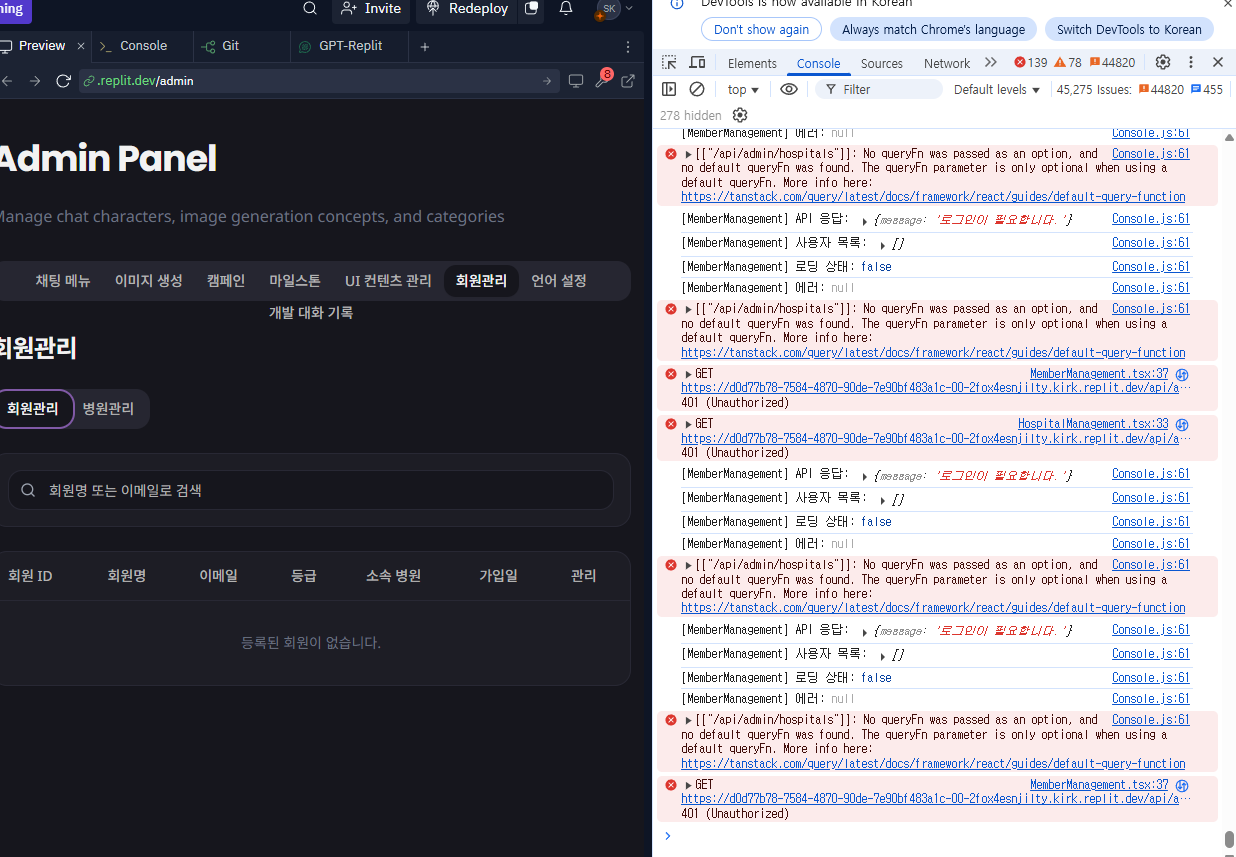 ning
Invite
Redeploy
SK
Preview
Console
Git
GPT-Replit
.replit.dev/admin
8
Admin Panel
Manage chat characters, image generation concepts, and categories
채팅 메뉴
이미지 생성
캠페인
마일스톤
UI 컨텐츠 관리
회원관리
언어 설정
개발 대화 기록
회원관리
회원관리
병원관리
회원명 또는 이메일로 검색
회원 ID
회원명
이메일
등급
소속 병원
가입일
관리
등록된 회원이 없습니다.
DevTools is now available in Korean
Don't show again
Always match Chrome's language
Switch DevTools to Korean
Elements
Console
Sources
Network
139
78
44820
top
Filter
Default levels
45,275 Issues:
44820
455
278 hidden
[MemberManagement] 에러: null Console.js:61
[["/api/admin/hospitals"]]: No queryFn was passed as an option, and Console.js:61
no default queryFn was found. The queryFn parameter is only optional when using a
default queryFn. More info here:
https://tanstack.com/query/latest/docs/framework/react/guides/default-query-function
[MemberManagement] API 응답: {message: '로그인이 필요합니다.'} Console.js:61
[MemberManagement] 사용자 목록: [] Console.js:61
[MemberManagement] 로딩 상태: false Console.js:61
[MemberManagement] 에러: null Console.js:61
[["/api/admin/hospitals"]]: No queryFn was passed as an option, and Console.js:61
no default queryFn was found. The queryFn parameter is only optional when using a
default queryFn. More info here:
https://tanstack.com/query/latest/docs/framework/react/guides/default-query-function
GET MemberManagement.tsx:37
https://d0d77b78-7584-4870-90de-7e90bf483a1c-00-2fox4esnjilty.kirk.replit.dev/api/a…
401 (Unauthorized)
GET HospitalManagement.tsx:33
https://d0d77b78-7584-4870-90de-7e90bf483a1c-00-2fox4esnjilty.kirk.replit.dev/api/a…
401 (Unauthorized)
[MemberManagement] API 응답: {message: '로그인이 필요합니다.'} Console.js:61
[MemberManagement] 사용자 목록: [] Console.js:61
[MemberManagement] 로딩 상태: false Console.js:61
[MemberManagement] 에러: null Console.js:61
[["/api/admin/hospitals"]]: No queryFn was passed as an option, and Console.js:61
no default queryFn was found. The queryFn parameter is only optional when using a
default queryFn. More info here:
https://tanstack.com/query/latest/docs/framework/react/guides/default-query-function
[MemberManagement] API 응답: {message: '로그인이 필요합니다.'} Console.js:61
[MemberManagement] 사용자 목록: [] Console.js:61
[MemberManagement] 로딩 상태: false Console.js:61
[MemberManagement] 에러: null Console.js:61
[["/api/admin/hospitals"]]: No queryFn was passed as an option, and Console.js:61
no default queryFn was found. The queryFn parameter is only optional when using a
default queryFn. More info here:
https://tanstack.com/query/latest/docs/framework/react/guides/default-query-function
GET MemberManagement.tsx:37
https://d0d77b78-7584-4870-90de-7e90bf483a1c-00-2fox4esnjilty.kirk.replit.dev/api/a…
401 (Unauthorized)